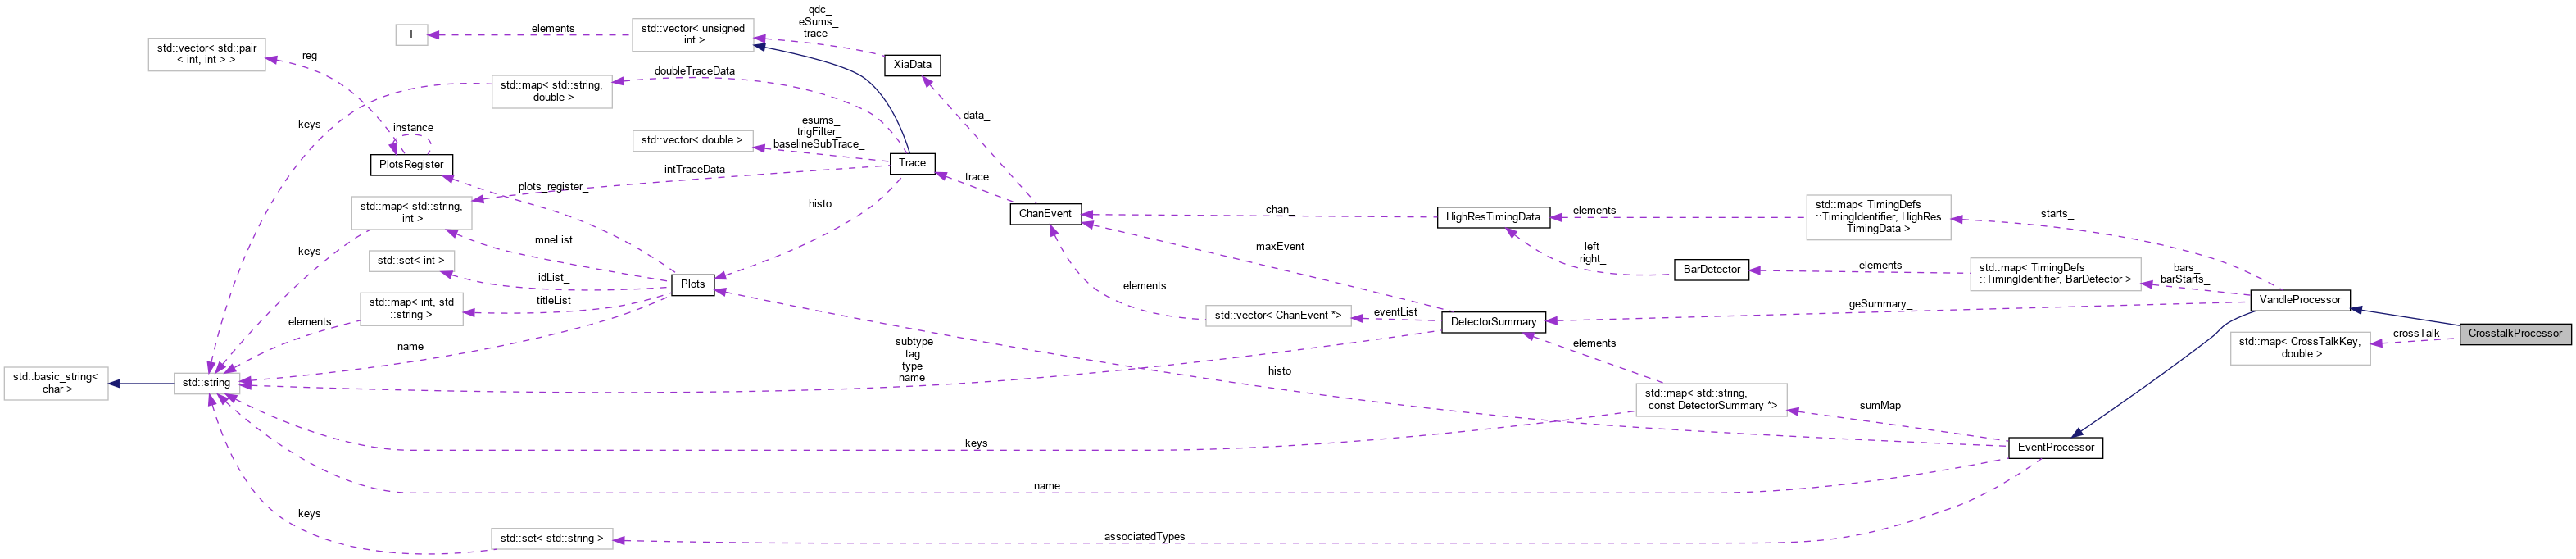 qdc_
eSums_
trace_
elements
std::vector< unsigned
int >
T
std::vector< std::pair
< int, int > >
reg
XiaData
doubleTraceData
std::map< std::string,
double >
keys
instance
esums_
trigFilter_
baselineSubTrace_
std::vector< double >
data_
PlotsRegister
Trace
intTraceData
trace
plots_register_
std::map< std::string,
int >
histo
ChanEvent
chan_
HighResTimingData
elements
std::map< TimingDefs
::TimingIdentifier, HighRes
TimingData >
starts_
mneList
keys
maxEvent
left_
right_
std::set< int >
idList_
Plots
elements
BarDetector
elements
std::map< TimingDefs
::TimingIdentifier, BarDetector >
bars_
barStarts_
titleList
std::map< int, std
::string >
elements
std::vector< ChanEvent *>
eventList
DetectorSummary
geSummary_
VandleProcessor
name_
subtype
tag
type
name
elements
std::map< CrossTalkKey,
double >
crossTalk
CrosstalkProcessor
std::basic_string<
char >
std::string
histo
std::map< std::string,
const DetectorSummary *>
sumMap
keys
EventProcessor
name
keys
std::set< std::string >
associatedTypes